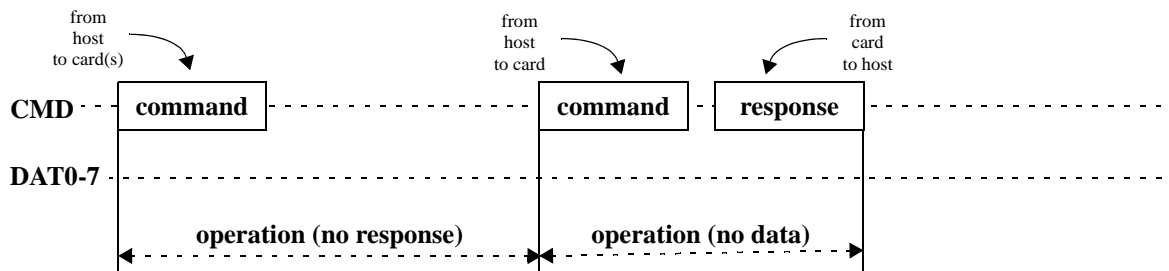 from
host
to card(s)
from
host
to card
from
card
to host
CMD
command
command
response
DAT0-7
operation (no response)
operation (no data)